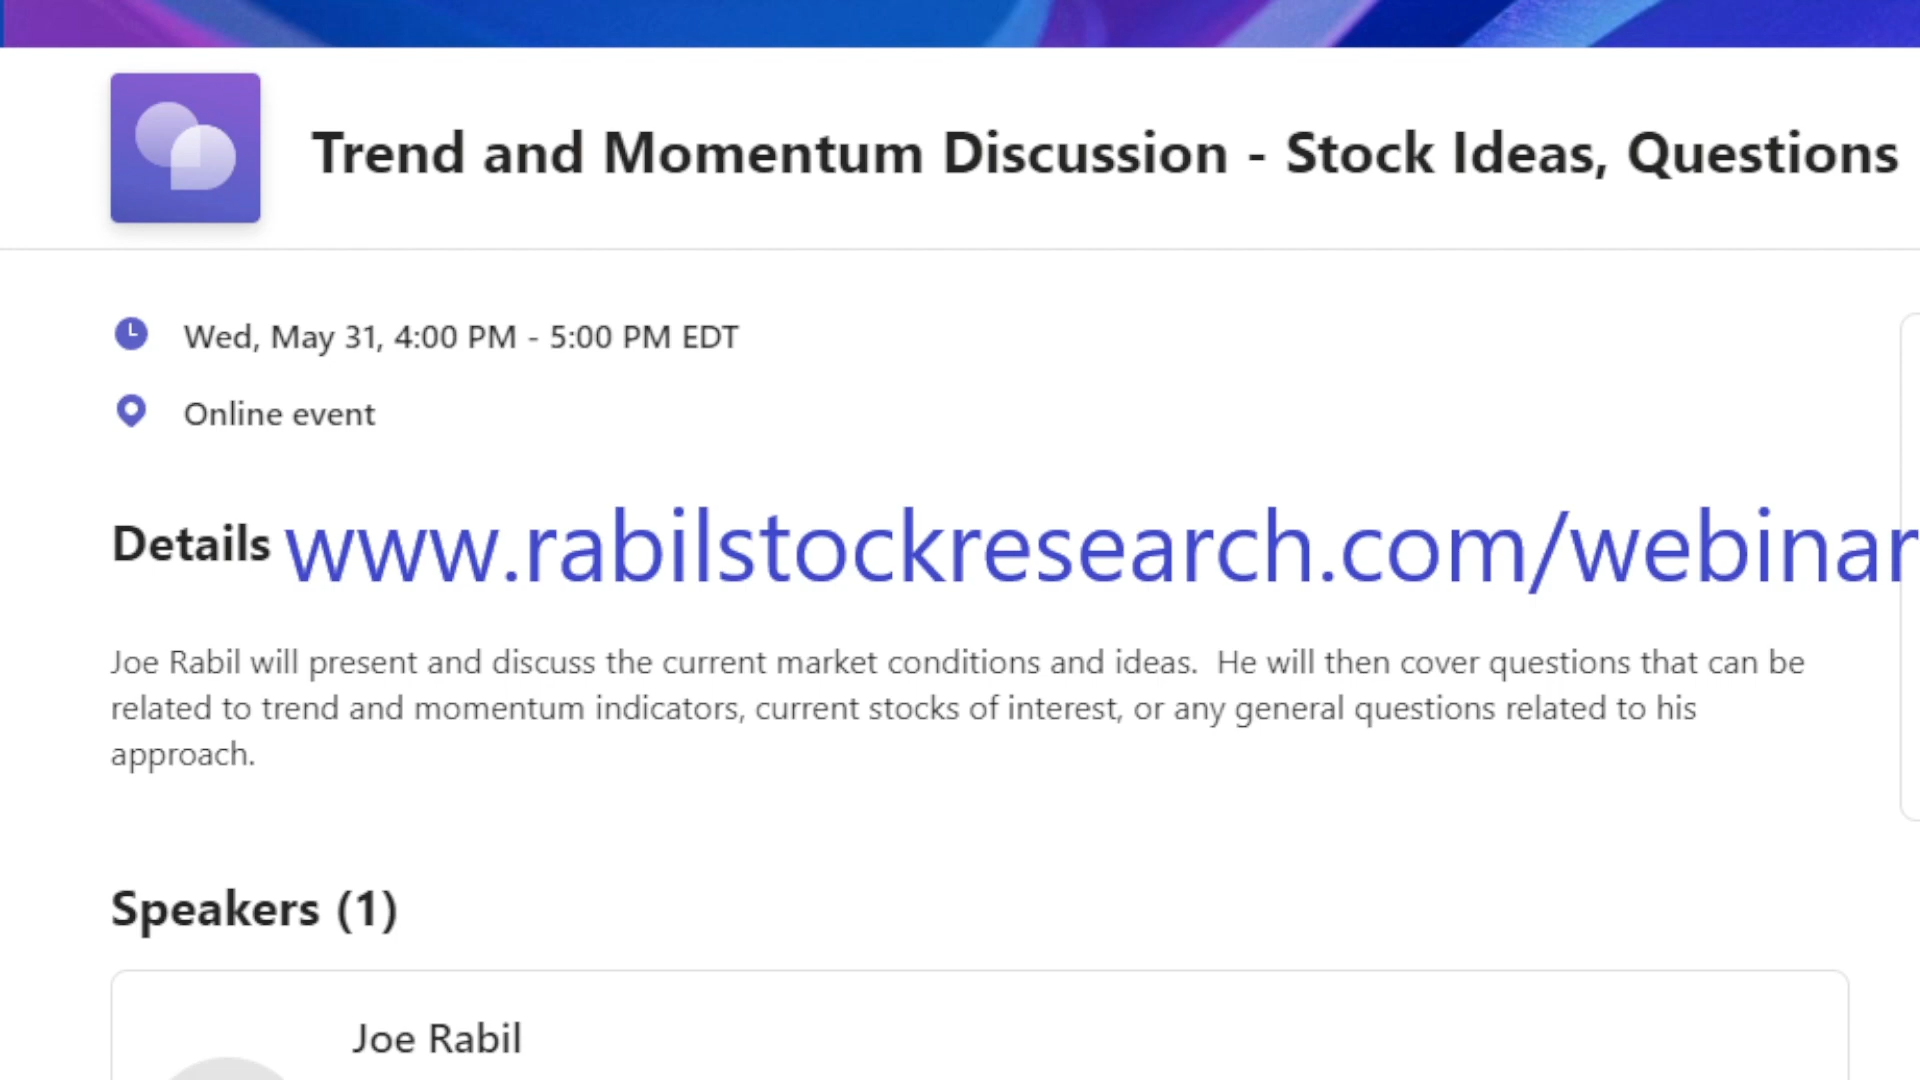 Trend and Momentum Discussion - Stock Ideas, Questions
Wed, May 31, 4:00 PM - 5:00 PM EDT
Online event
Details www.rabilstockresearch.com/webinar
Joe Rabil will present and discuss the current market conditions and ideas.  He will then cover questions that can be
related to trend and momentum indicators, current stocks of interest, or any general questions related to his
approach.
Speakers (1)
Joe Rabil